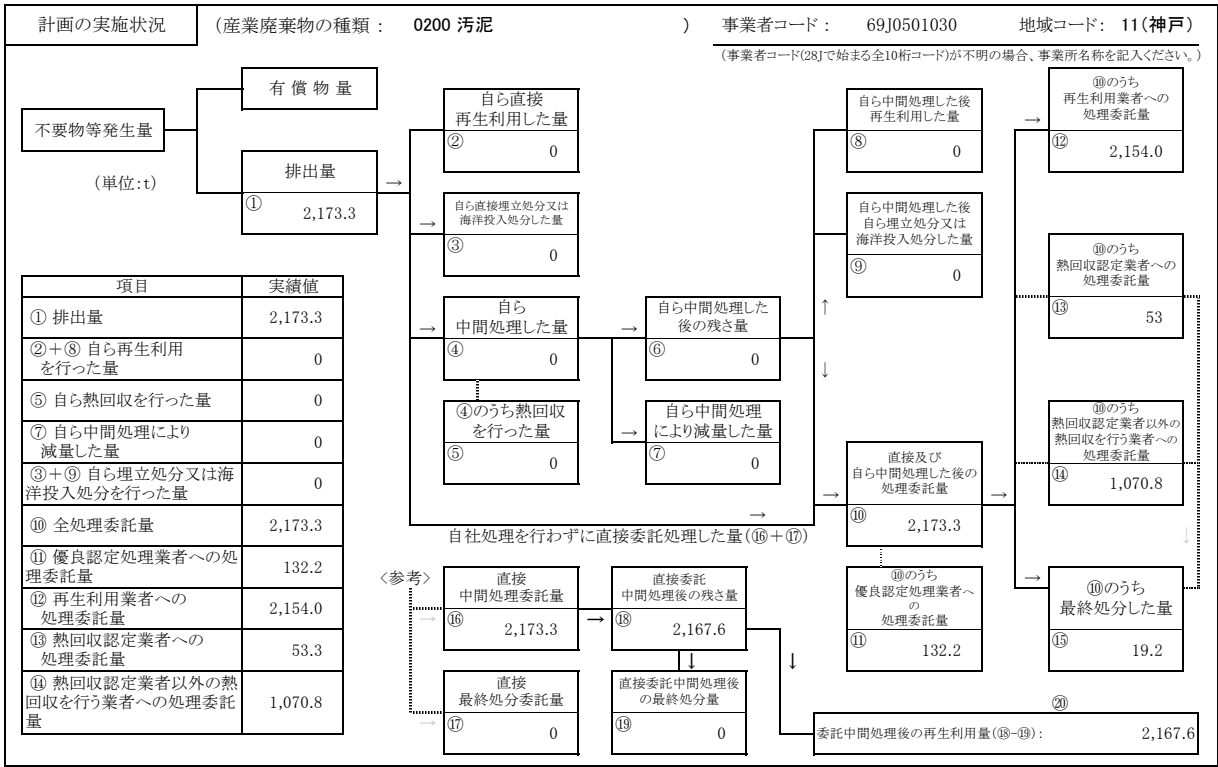 計画の実施状況
(産業廃棄物の種類 : 0200 汚泥 )
事業者コード : 69J0501030
地域コード: 11(神戸)
(事業者コード(28Jで始まる全10桁コード)が不明の場合、事業所名称を記入ください。)
不要物等発生量
(単位:t)
有 償 物 量
排出量
① 2,173.3
→
自ら直接
再生利用した量
② 0
→
自ら直接埋立処分又は
海洋投入処分した量
③ 0
→
自ら
中間処理した量
④ 0
④のうち熱回収
を行った量
⑤ 0
→
自ら中間処理した
後の残さ量
⑥ 0
→
自ら中間処理
により減量した量
⑦ 0
自ら中間処理した後
再生利用した量
⑧ 0
自ら中間処理した後
自ら埋立処分又は
海洋投入処分した量
⑨ 0
↑
↓
→
自社処理を行わずに直接委託処理した量(⑯+⑰)
→
直接及び
自ら中間処理した後の
処理委託量
⑩ 2,173.3
→
⑩のうち
優良認定処理業者へ
の
処理委託量
⑪ 132.2
→
⑩のうち
再生利用業者への
処理委託量
⑫ 2,154.0
⑩のうち
熱回収認定業者への
処理委託量
⑬ 53
⑩のうち
熱回収認定業者以外の
熱回収を行う業者への
処理委託量
⑭ 1,070.8
↓
→
⑩のうち
最終処分した量
⑮ 19.2
項目 実績値
① 排出量 2,173.3
②+⑧ 自ら再生利用
を行った量 0
⑤ 自ら熱回収を行った量 0
⑦ 自ら中間処理により
減量した量 0
③+⑨ 自ら埋立処分又は海
洋投入処分を行った量 0
⑩ 全処理委託量 2,173.3
⑪ 優良認定処理業者への処
理委託量 132.2
⑫ 再生利用業者への
処理委託量 2,154.0
⑬ 熱回収認定業者への
処理委託量 53.3
⑭ 熱回収認定業者以外の熱
回収を行う業者への処理委託
量 1,070.8
<参考>
→
直接
中間処理委託量
⑯ 2,173.3
→
直接委託
中間処理後の残さ量
⑱ 2,167.6
→
直接
最終処分委託量
⑰ 0
↓
直接委託中間処理後
の最終処分量
⑲ 0
↓
⑳
委託中間処理後の再生利用量(⑱-⑲): 2,167.6